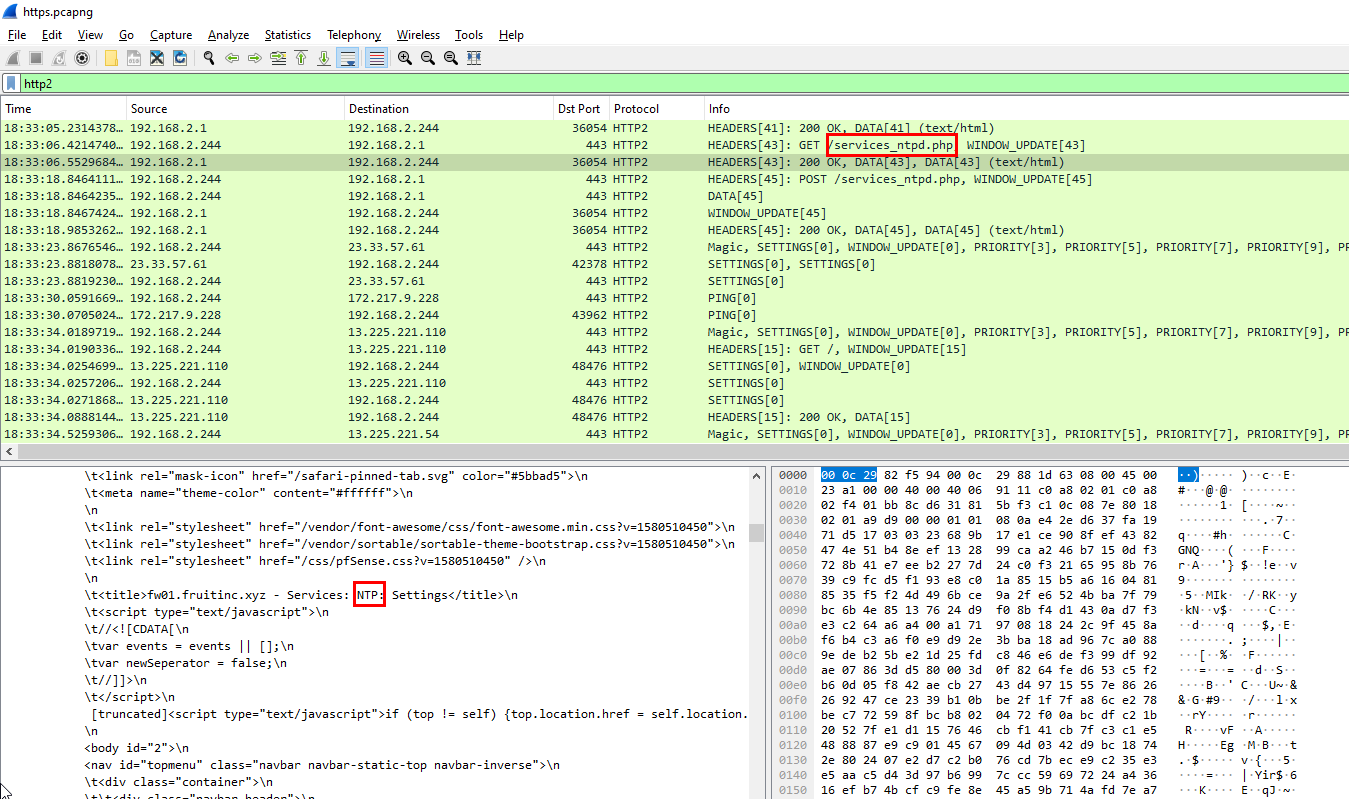 https.pcapng
File Edit View Go Capture Analyze Statistics Telephony Wireless Tools Help
http2
Time Source Destination Dst Port Protocol Info
18:33:05.2314378… 192.168.2.1 192.168.2.244 36054 HTTP2 HEADERS[41]: 200 OK, DATA[41] (text/html)
18:33:06.4214740… 192.168.2.244 192.168.2.1 443 HTTP2 HEADERS[43]: GET /services_ntpd.php, WINDOW_UPDATE[43]
18:33:06.5529684… 192.168.2.1 192.168.2.244 36054 HTTP2 HEADERS[43]: 200 OK, DATA[43], DATA[43] (text/html)
18:33:18.8464111… 192.168.2.244 192.168.2.1 443 HTTP2 HEADERS[45]: POST /services_ntpd.php, WINDOW_UPDATE[45]
18:33:18.8464235… 192.168.2.244 192.168.2.1 443 HTTP2 DATA[45]
18:33:18.8467424… 192.168.2.1 192.168.2.244 36054 HTTP2 WINDOW_UPDATE[45]
18:33:18.9853262… 192.168.2.1 192.168.2.244 36054 HTTP2 HEADERS[45]: 200 OK, DATA[45], DATA[45] (text/html)
18:33:23.8676546… 192.168.2.244 23.33.57.61 443 HTTP2 Magic, SETTINGS[0], WINDOW_UPDATE[0], PRIORITY[3], PRIORITY[5], PRIORITY[7], PRIORITY[9], PR
18:33:23.8818078… 23.33.57.61 192.168.2.244 42378 HTTP2 SETTINGS[0], SETTINGS[0]
18:33:23.8819230… 192.168.2.244 23.33.57.61 443 HTTP2 SETTINGS[0]
18:33:30.0591669… 192.168.2.244 172.217.9.228 443 HTTP2 PING[0]
18:33:30.0705024… 172.217.9.228 192.168.2.244 43962 HTTP2 PING[0]
18:33:34.0189719… 192.168.2.244 13.225.221.110 443 HTTP2 Magic, SETTINGS[0], WINDOW_UPDATE[0], PRIORITY[3], PRIORITY[5], PRIORITY[7], PRIORITY[9], PR
18:33:34.0190336… 192.168.2.244 13.225.221.110 443 HTTP2 HEADERS[15]: GET /, WINDOW_UPDATE[15]
18:33:34.0254699… 13.225.221.110 192.168.2.244 48476 HTTP2 SETTINGS[0], WINDOW_UPDATE[0]
18:33:34.0257206… 192.168.2.244 13.225.221.110 443 HTTP2 SETTINGS[0]
18:33:34.0271868… 13.225.221.110 192.168.2.244 48476 HTTP2 SETTINGS[0]
18:33:34.0888144… 13.225.221.110 192.168.2.244 48476 HTTP2 HEADERS[15]: 200 OK, DATA[15]
18:33:34.5259306… 192.168.2.244 13.225.221.54 443 HTTP2 Magic, SETTINGS[0], WINDOW_UPDATE[0], PRIORITY[3], PRIORITY[5], PRIORITY[7], PRIORITY[9], PR
\t<link rel="mask-icon" href="/safari-pinned-tab.svg" color="#5bbad5">\n
\t<meta name="theme-color" content="#ffffff">\n
\n
\t<link rel="stylesheet" href="/vendor/font-awesome/css/font-awesome.min.css?v=1580510450">\n
\t<link rel="stylesheet" href="/vendor/sortable/sortable-theme-bootstrap.css?v=1580510450">\n
\t<link rel="stylesheet" href="/css/pfSense.css?v=1580510450" />\n
\n
\t<title>fw01.fruitinc.xyz - Services: NTP: Settings</title>\n
\t<script type="text/javascript">\n
\t//<![CDATA[\n
\tvar events = events || [];\n
\tvar newSeperator = false;\n
\t//]]>\n
\t</script>\n
[truncated]<script type="text/javascript">if (top != self) {top.location.href = self.location.
\n
<body id="2">\n
<nav id="topmenu" class="navbar navbar-static-top navbar-inverse">\n
\t<div class="container">\n
\t\t<div class="navbar-header">\n
0000 00 0c 29 82 f5 94 00 0c 29 88 1d 63 08 00 45 00
0010 23 a1 00 00 40 00 40 06 91 11 c0 a8 02 01 c0 a8
0020 02 f4 01 bb 8c d6 31 81 5b f3 c1 0c 08 7e 80 18
0030 02 01 a9 d9 00 00 01 01 08 0a e4 2e d6 37 fa 19
0040 71 d5 17 03 03 23 68 9b 17 e1 ce 90 8f ef 43 82
0050 47 4e 51 b4 8e ef 13 28 99 ca a2 46 b7 15 0d f3
0060 72 8b 41 e7 ee b2 27 7d 24 c0 f3 21 65 95 8b 76
0070 39 c9 fc d5 f1 93 e8 c0 1a 85 15 b5 a6 16 04 81
0080 85 35 f5 f2 4d 49 6b ce 9a 2f e6 52 4b ba 7f 79
0090 bc 6b 4e 85 13 76 24 d9 f0 8b f4 d1 43 0a d7 f3
00a0 e3 c2 64 a6 a4 00 a1 71 97 08 18 24 2c 9f 45 8a
00b0 f6 b4 c3 a6 f0 e9 d9 2e 3b ba 18 ad 96 7c a0 88
00c0 9e de b2 5b e2 1d 25 fd c8 46 e6 de f3 99 df 92
00d0 ae 07 86 3d d5 80 00 3d 0f 82 64 fe d6 53 c5 f2
00e0 b6 0d 05 f8 42 ae cb 27 43 d4 97 15 55 7e 86 26
00f0 26 92 47 ce 23 39 b1 0b be 2f 1f 7f a8 6c e2 78
0100 be c7 72 59 8f bc b8 02 04 72 f0 0a bc df c2 1b
0110 20 52 7f e1 d1 15 76 46 cb f1 41 cb 7f c3 c1 e5
0120 48 88 87 e9 c9 01 45 67 09 4d 03 42 d9 bc 18 74
0130 2e 80 24 07 e2 d7 c2 b0 76 cd 7b ec e9 c2 35 e3
0140 e5 aa c5 d4 3d 97 b6 99 7c cc 59 69 72 24 a4 36
0150 16 ef b7 4b cf c9 fe 8e 45 a5 9b 71 4a fd 7e a7